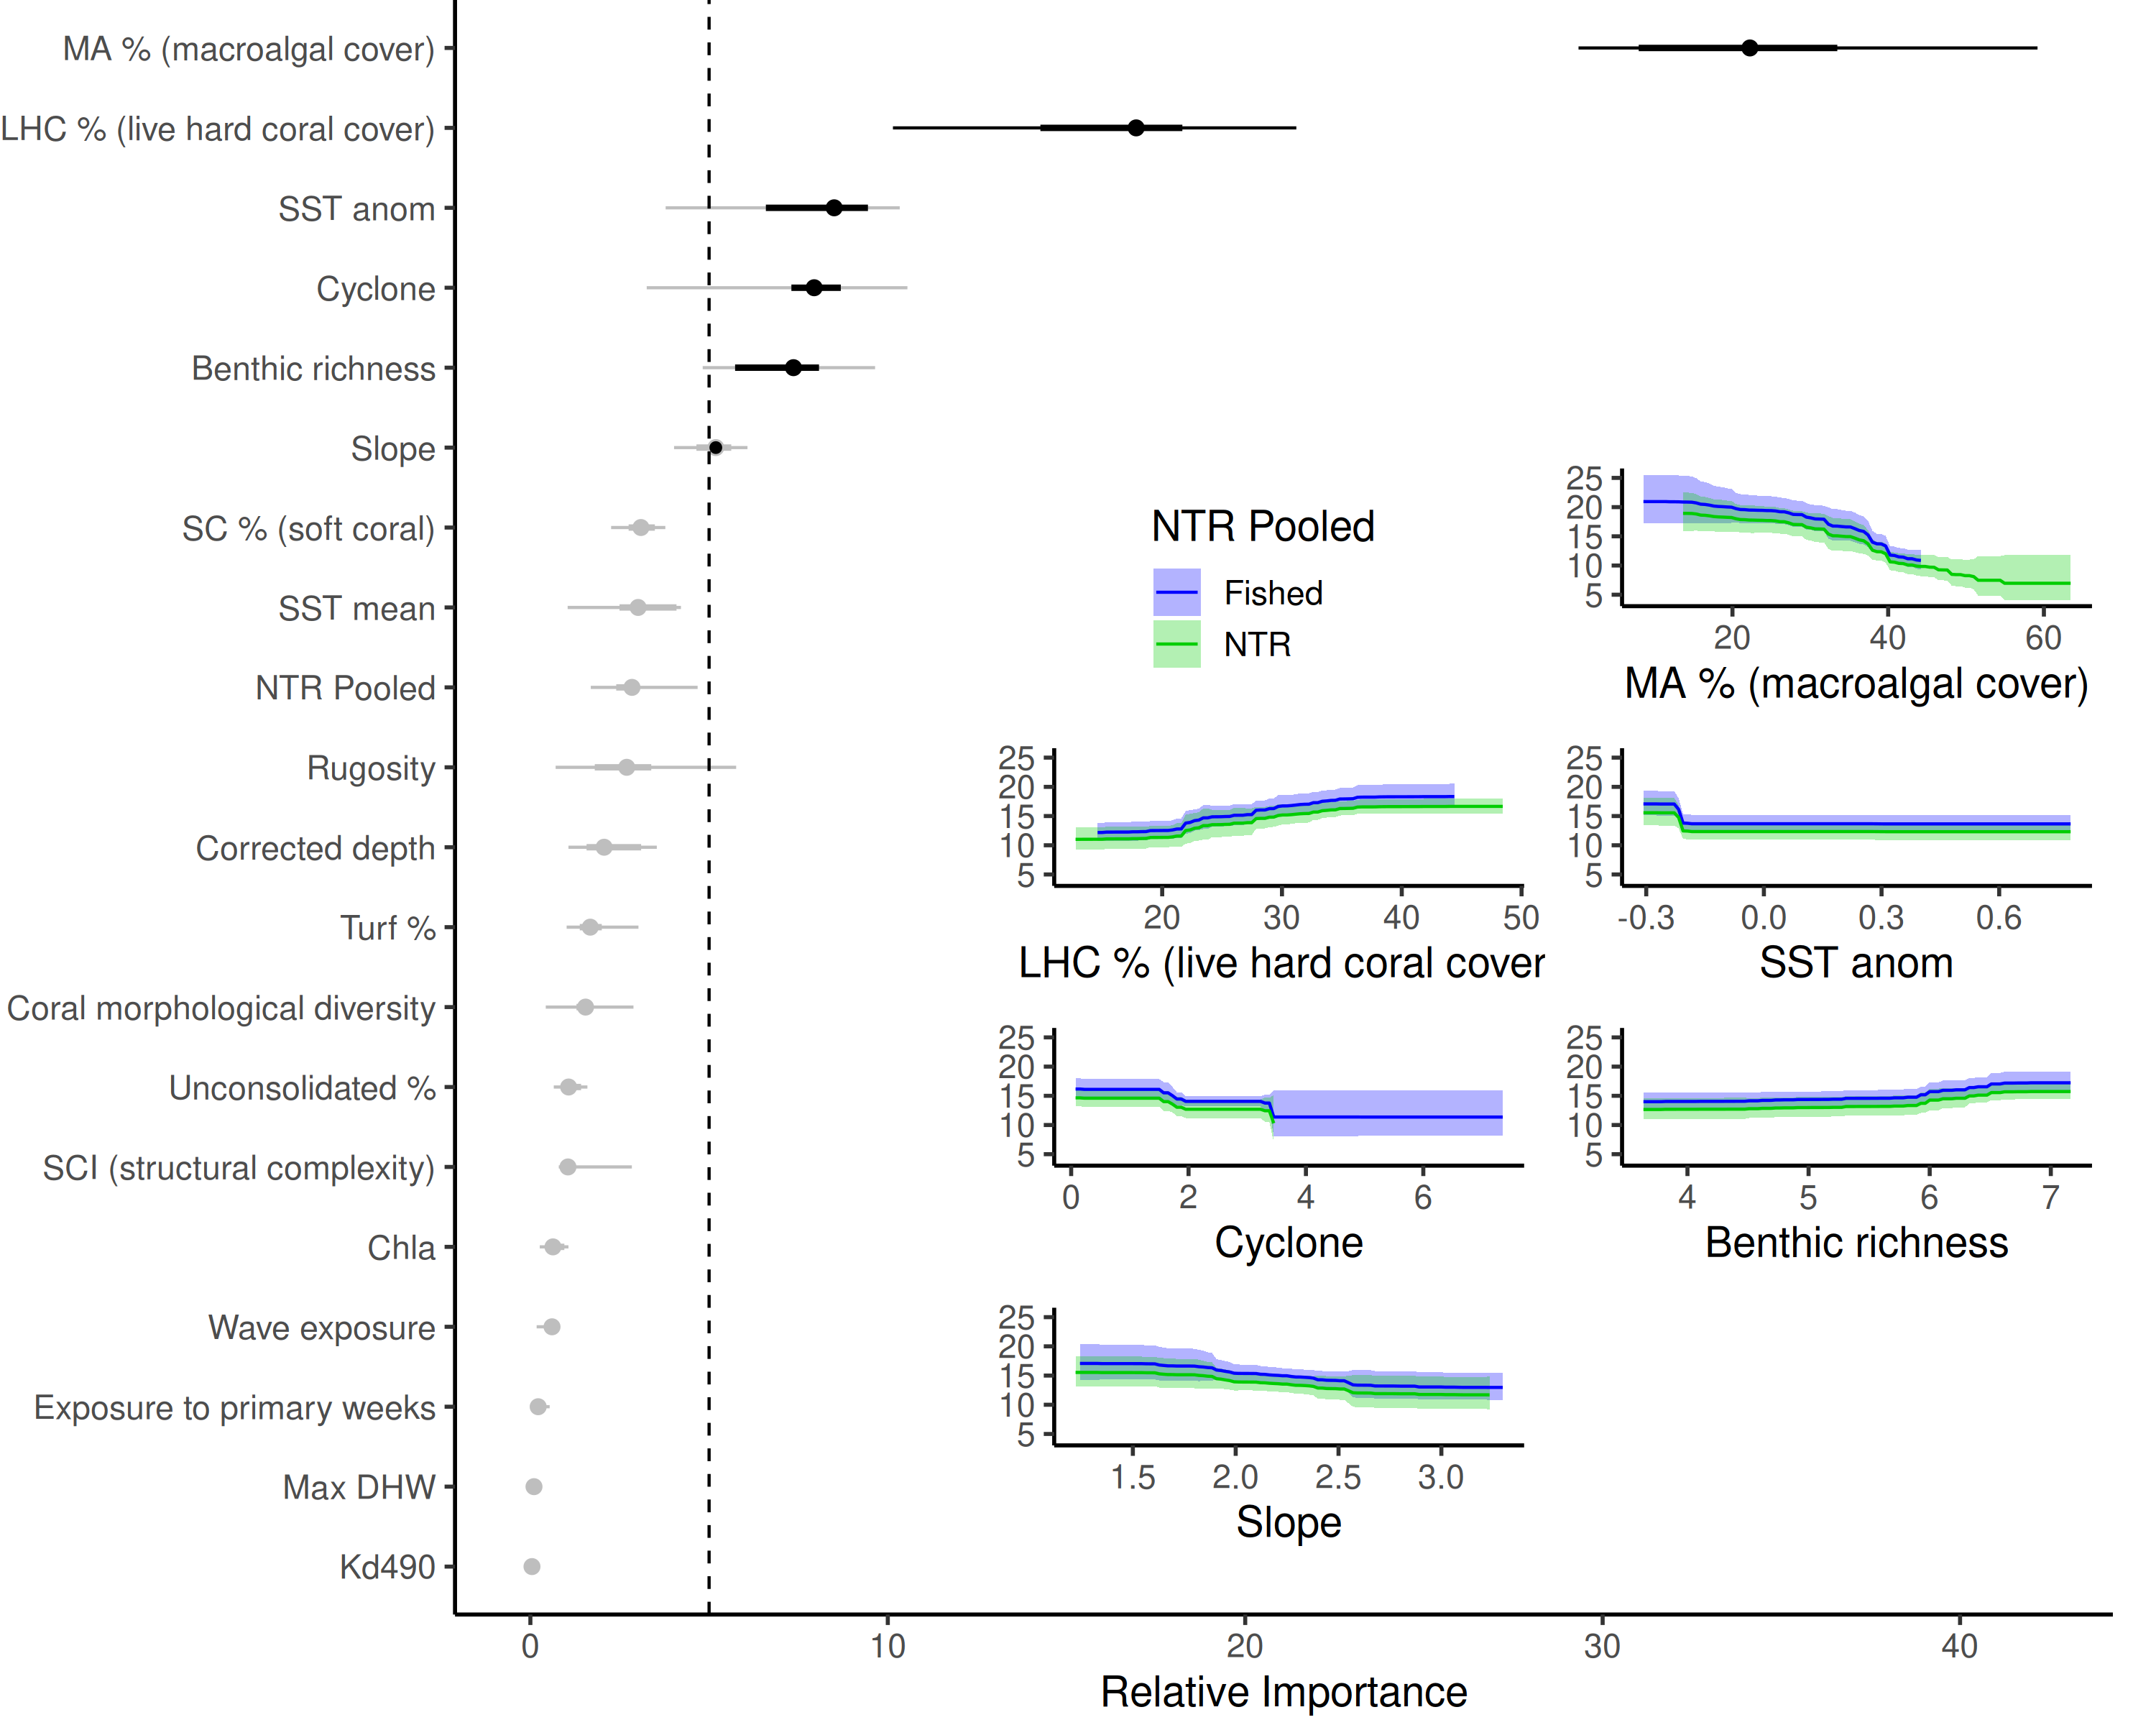 MA % (macroalgal cover)
LHC % (live hard coral cover)
SST anom
Cyclone
Benthic richness
Slope
SC % (soft coral)
SST mean
NTR Pooled
Rugosity
Corrected depth
Turf %
Coral morphological diversity
Unconsolidated %
SCI (structural complexity)
Chla
Wave exposure
Exposure to primary weeks
Max DHW
Kd490
0 10 20 30 40
Relative Importance
NTR Pooled
Fished
NTR
25
20
15
10
5
20 40 60
MA % (macroalgal cover)
25
20
15
10
5
20 30 40 50
LHC % (live hard coral cover
25
20
15
10
5
-0.3 0.0 0.3 0.6
SST anom
25
20
15
10
5
0 2 4 6
Cyclone
25
20
15
10
5
4 5 6 7
Benthic richness
25
20
15
10
5
1.5 2.0 2.5 3.0
Slope